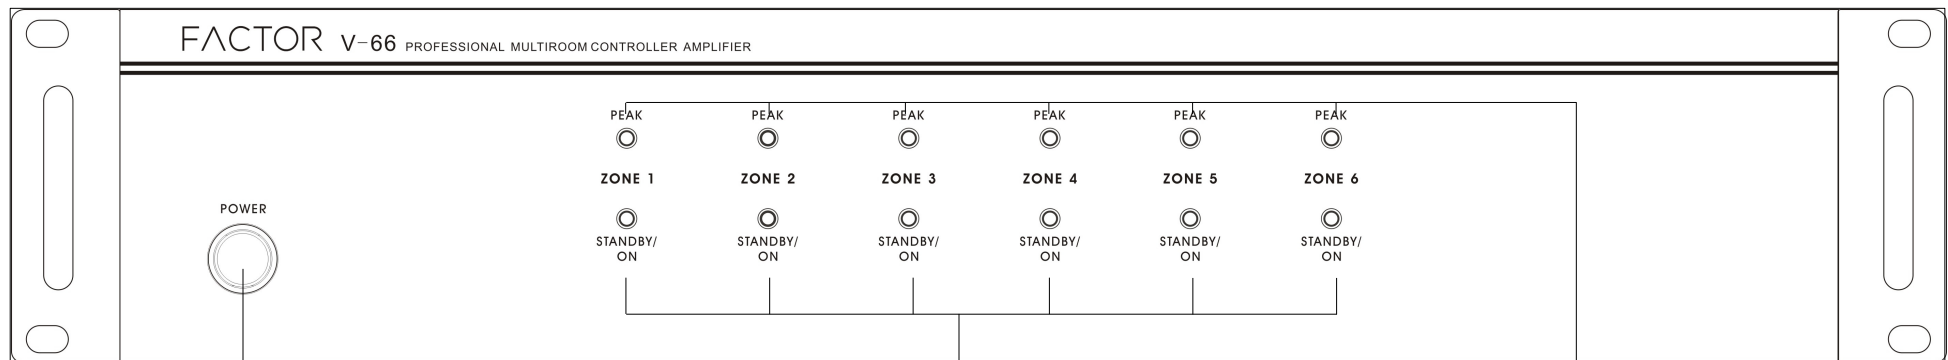 FACTOR V-66 PROFESSIONAL MULTIROOM CONTROLLER AMPLIFIER
PEAK PEAK PEAK PEAK PEAK PEAK
ZONE 1 ZONE 2 ZONE 3 ZONE 4 ZONE 5 ZONE 6
POWER
STANDBY/ STANDBY/ STANDBY/ STANDBY/ STANDBY/ STANDBY/
ON ON ON ON ON ON